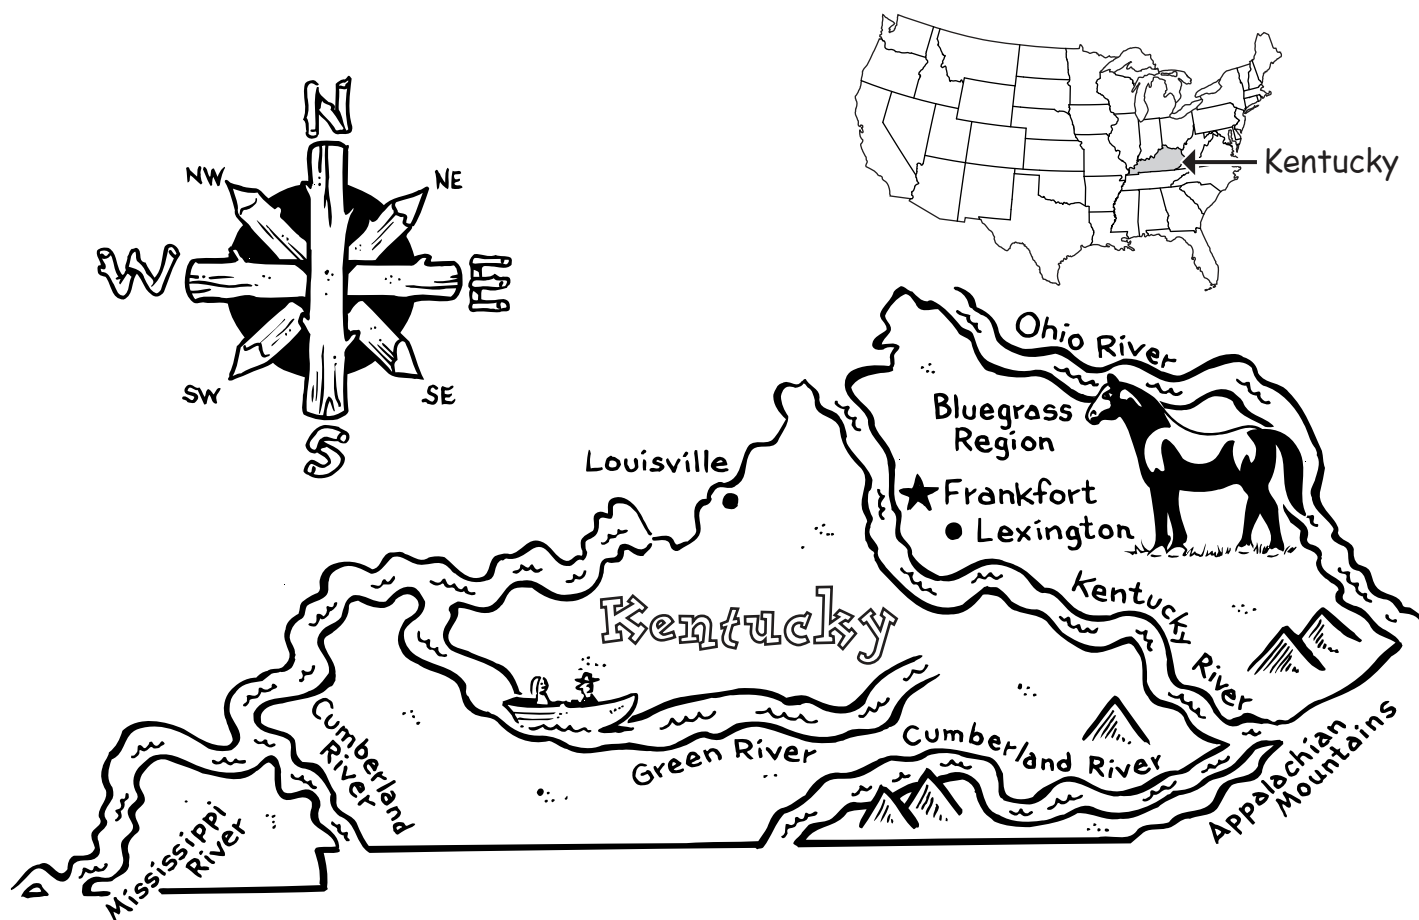 N
NW
NE
W
E
SW
SE
S
Kentucky
Ohio River
Bluegrass
Region
Louisville
Frankfort
Lexington
Kentucky
Kentucky River
Cumberland
River
Green River
Cumberland River
Appalachian
Mountains
Mississippi
River